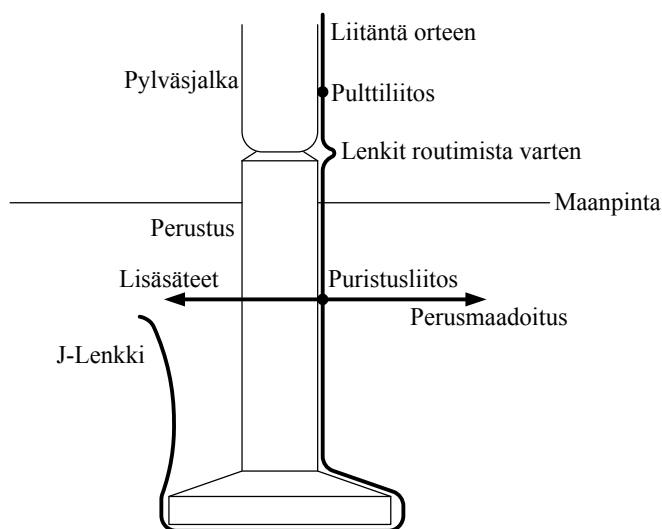 Liitäntä orteen
Pylväsjalka
Pulttiliitos
Lenkit routimista varten
Maanpinta
Perustus
Lisäsäteet
Puristusliitos
Perusmaadoitus
J-Lenkki